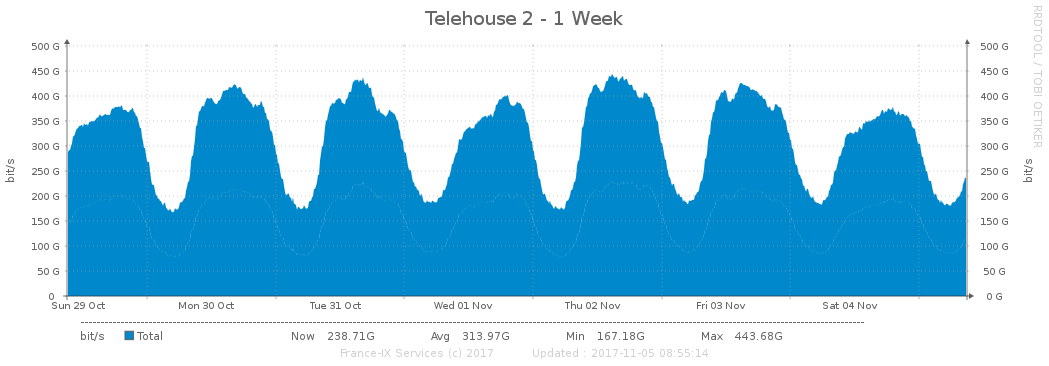 Telehouse 2 - 1 Week
RRDTOOL / TOBI OETIKER
500 G 500 G
450 G 450 G
400 G 400 G
350 G 350 G
300 G 300 G
250 G 250 G
200 G 200 G
150 G 150 G
100 G 100 G
50 G 50 G
0 0 G
bit/s bit/s
Sun 29 Oct Mon 30 Oct Tue 31 Oct Wed 01 Nov Thu 02 Nov Fri 03 Nov Sat 04 Nov
bit/s Total Now 238.71G Avg 313.97G Min 167.18G Max 443.68G
France-IX Services (c) 2017 Updated : 2017-11-05 08:55:14